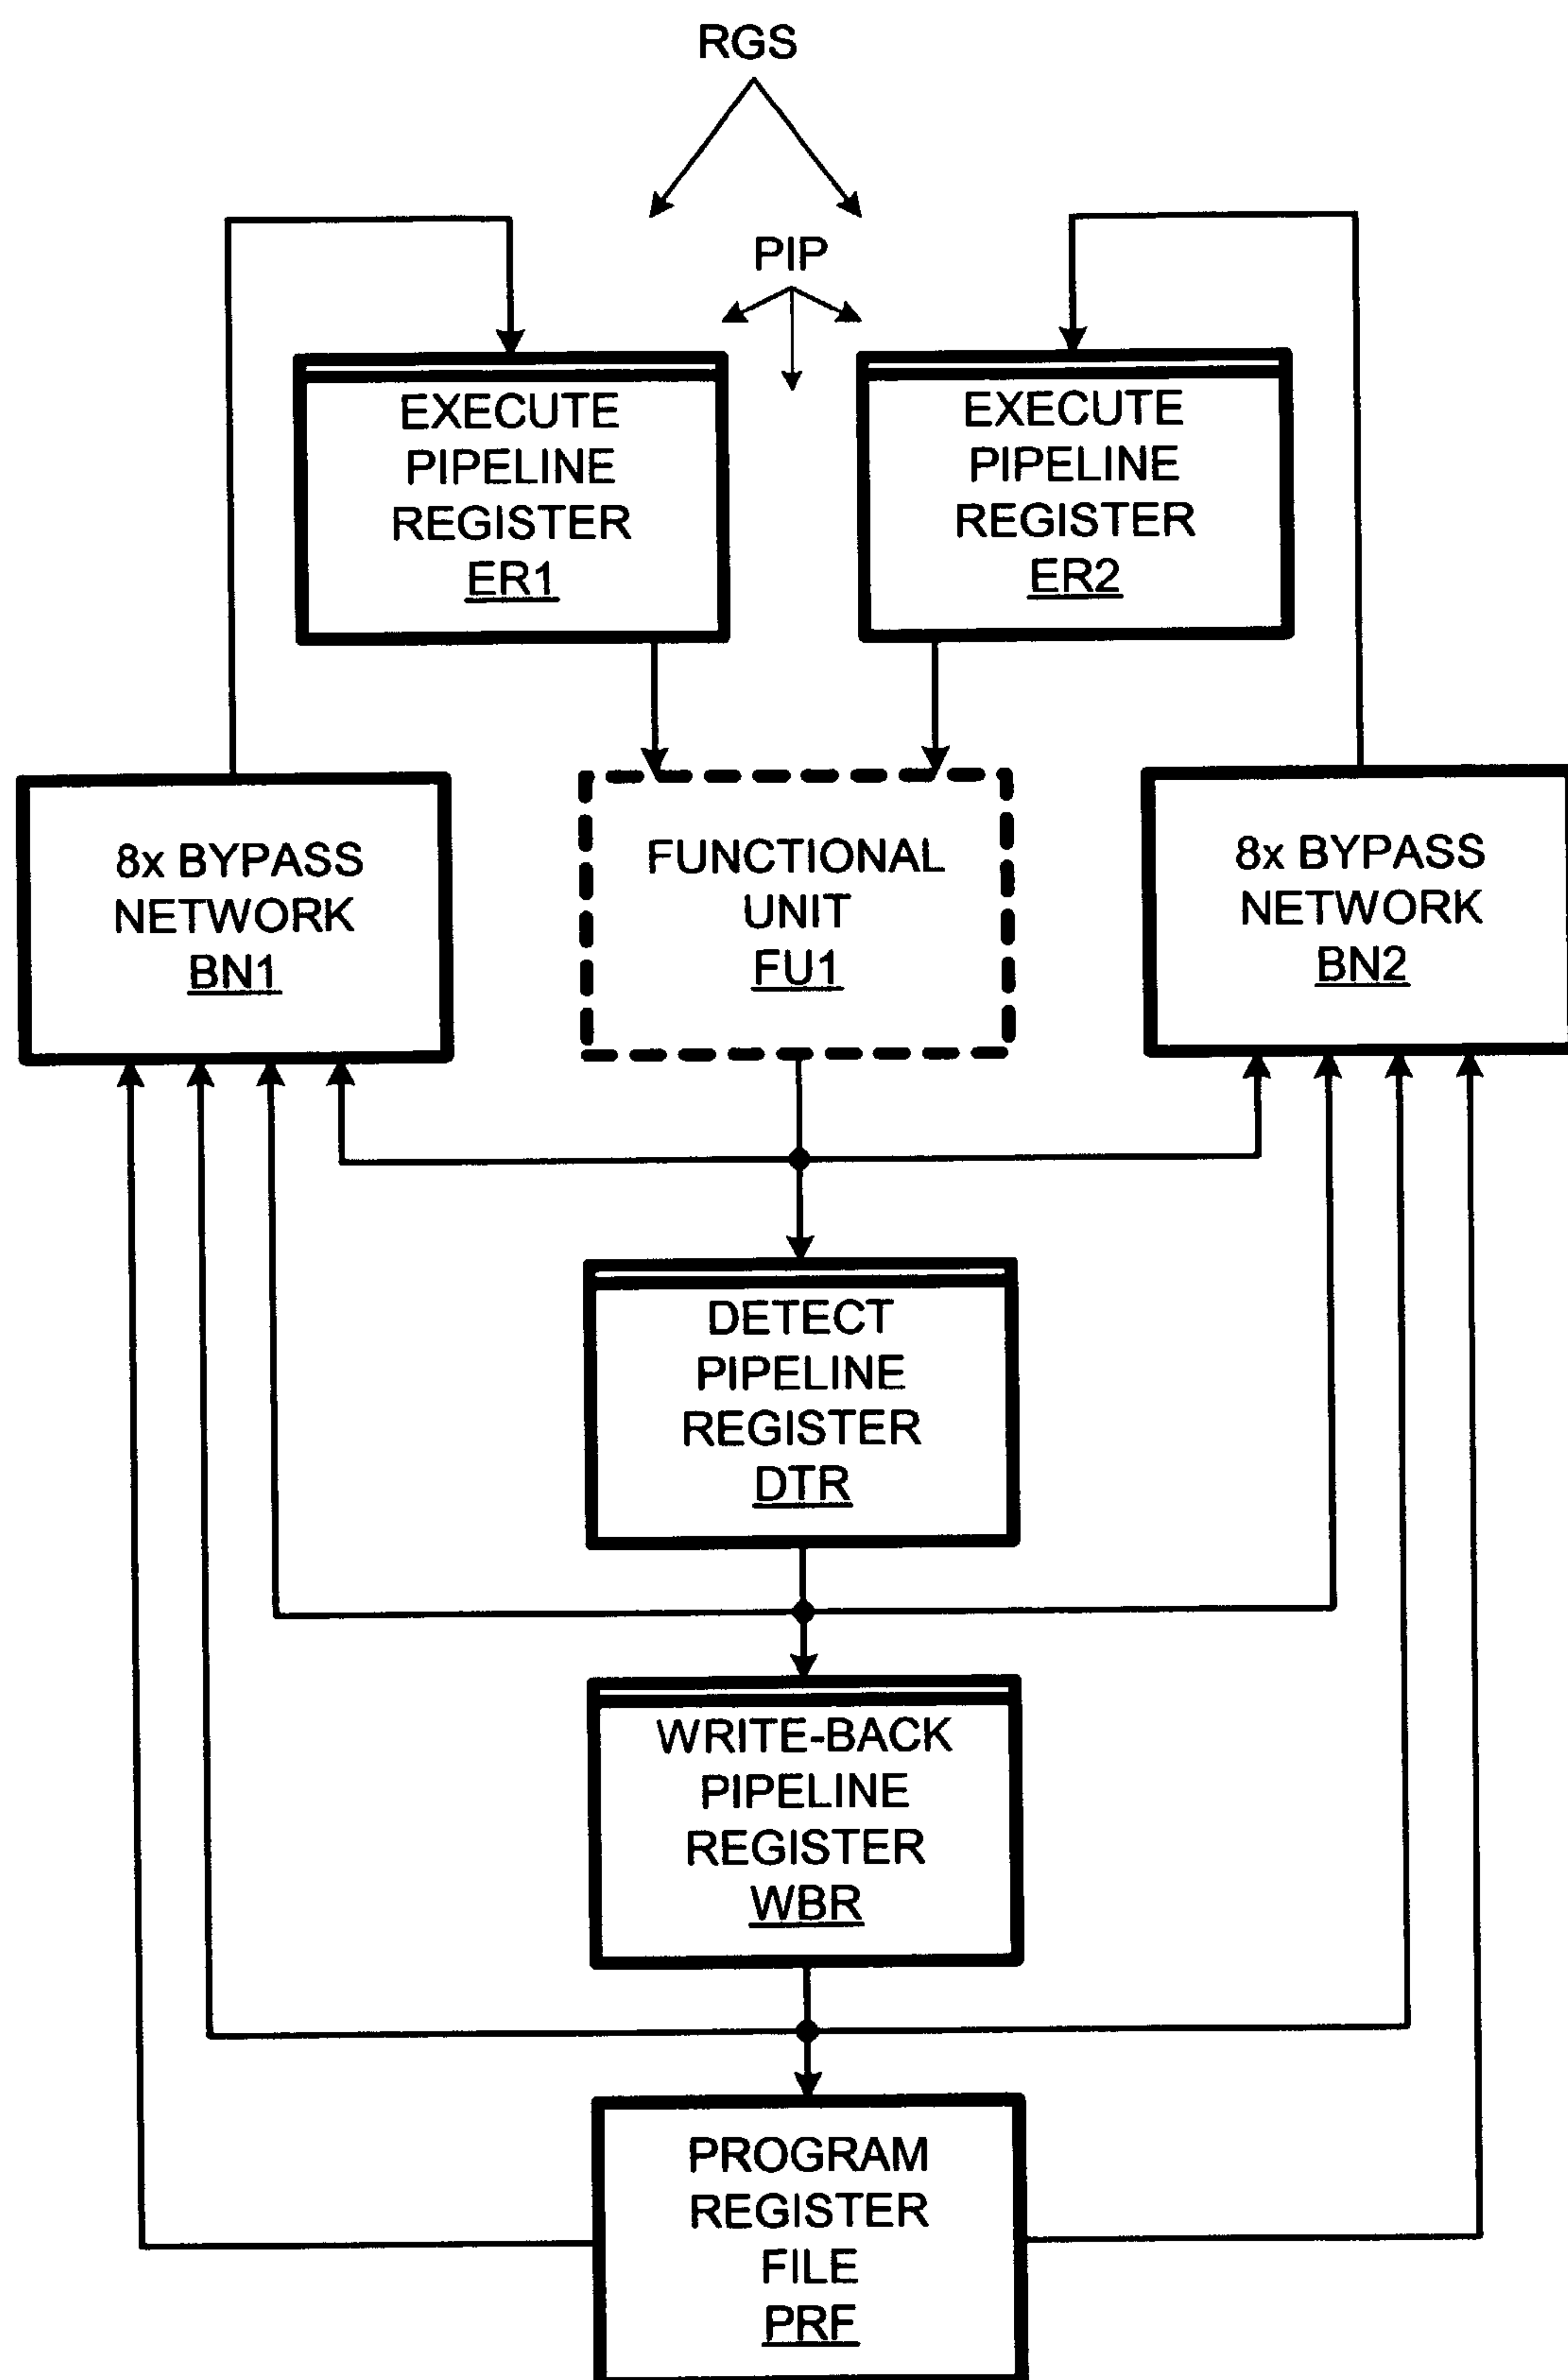 RGS
PIP
EXECUTE
PIPELINE
REGISTER
ER1
EXECUTE
PIPELINE
REGISTER
ER2
8x BYPASS
NETWORK
BN1
FUNCTIONAL
UNIT
FU1
8x BYPASS
NETWORK
BN2
DETECT
PIPELINE
REGISTER
DTR
WRITE-BACK
PIPELINE
REGISTER
WBR
PROGRAM
REGISTER
FILE
PRF